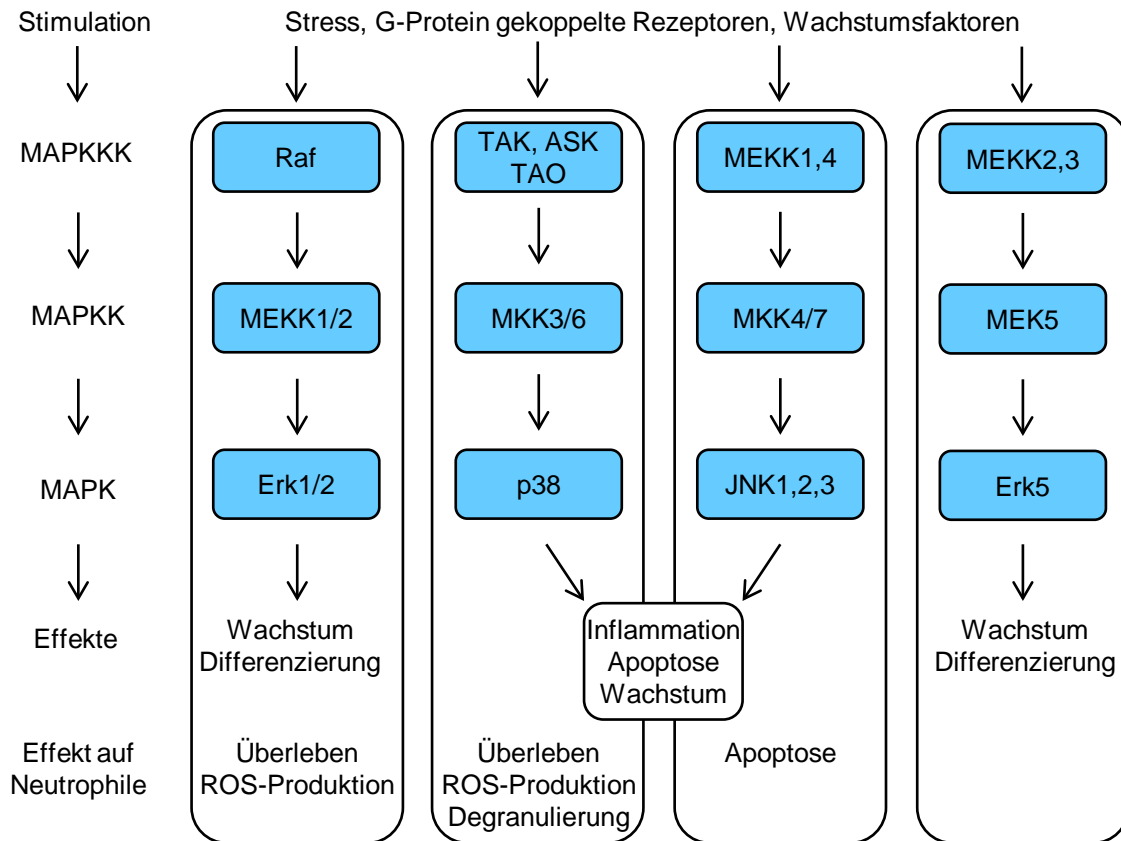 Stimulation
Stress, G-Protein gekoppelte Rezeptoren, Wachstumsfaktoren
MAPKKK
Raf
TAK, ASK
TAO
MEKK1,4
MEKK2,3
MAPKK
MEKK1/2
MKK3/6
MKK4/7
MEK5
MAPK
Erk1/2
p38
JNK1,2,3
Erk5
Effekte
Wachstum
Differenzierung
Inflammation
Apoptose
Wachstum
Wachstum
Differenzierung
Effekt auf
Neutrophile
Überleben
ROS-Produktion
Überleben
ROS-Produktion
Degranulierung
Apoptose